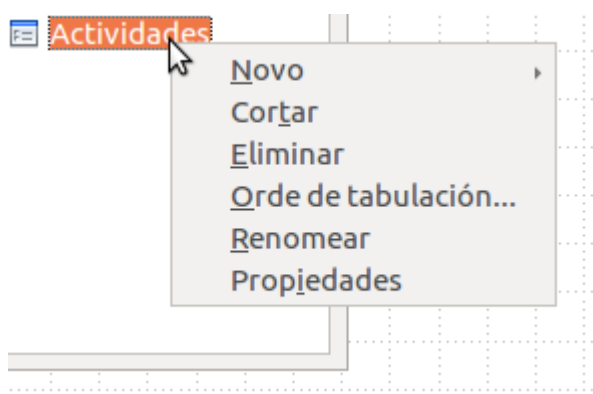 Actividades
Novo
Cortar
Eliminar
Orde de tabulación...
Renomear
Propiedades